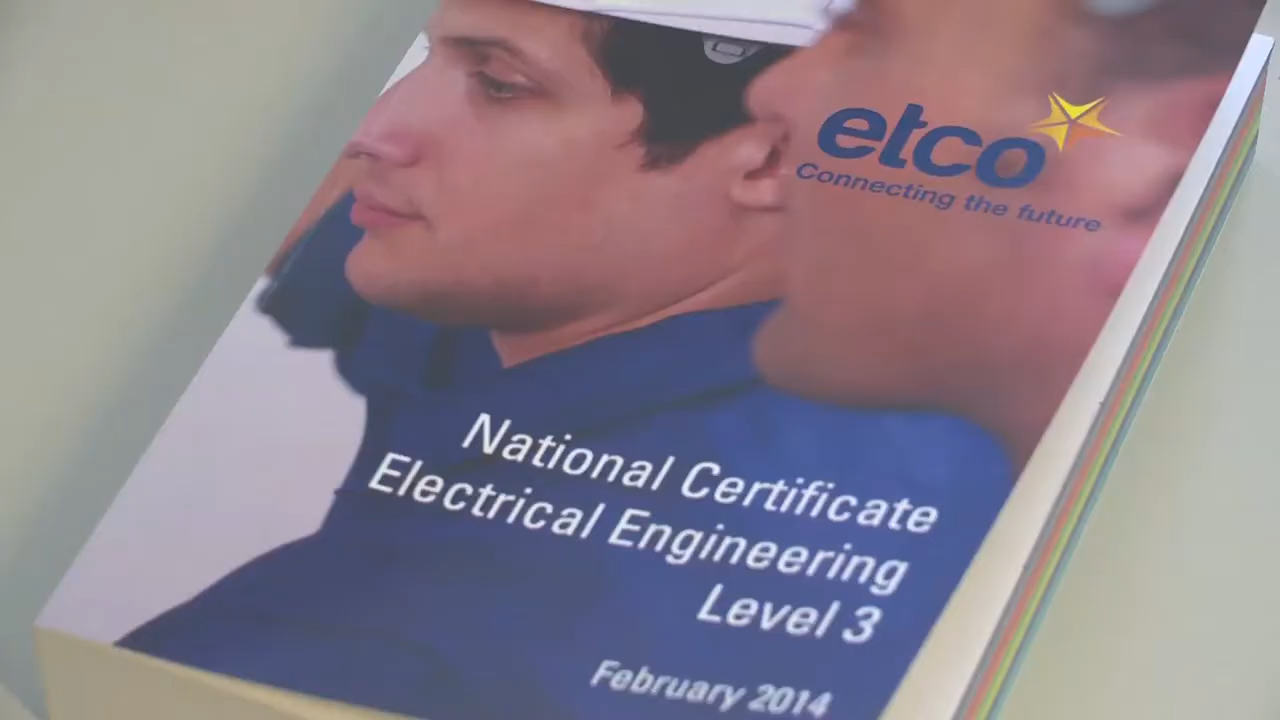 etco
Connecting the future
National Certificate
Electrical Engineering
Level 3
February 2014